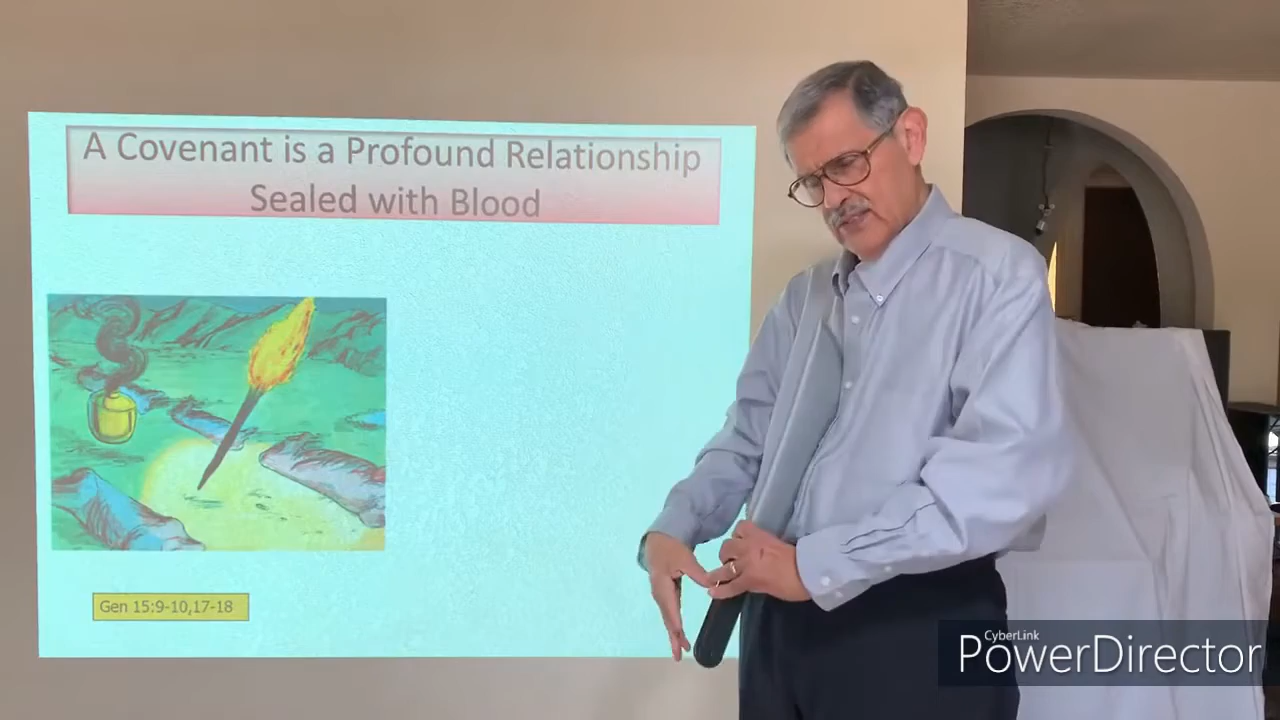 A Covenant is a Profound Relationship
Sealed with Blood
Gen 15:9-10,17-18
CyberLink
PowerDirector